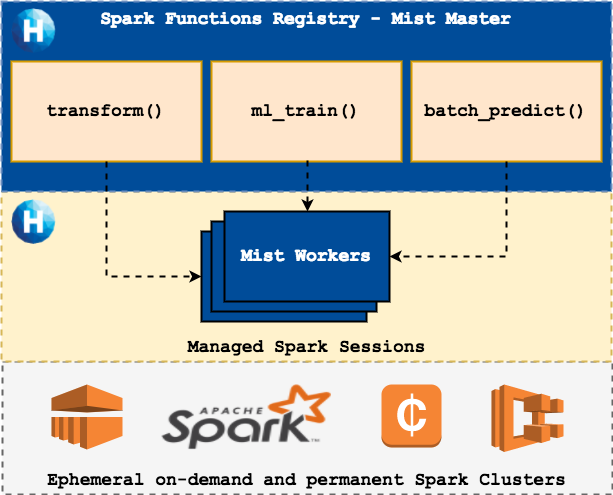 H
Spark Functions Registry - Mist Master
transform()
ml_train()
batch_predict()
H
Mist Workers
Managed Spark Sessions
APACHE
Spark™
¢
Ephemeral on-demand and permanent Spark Clusters